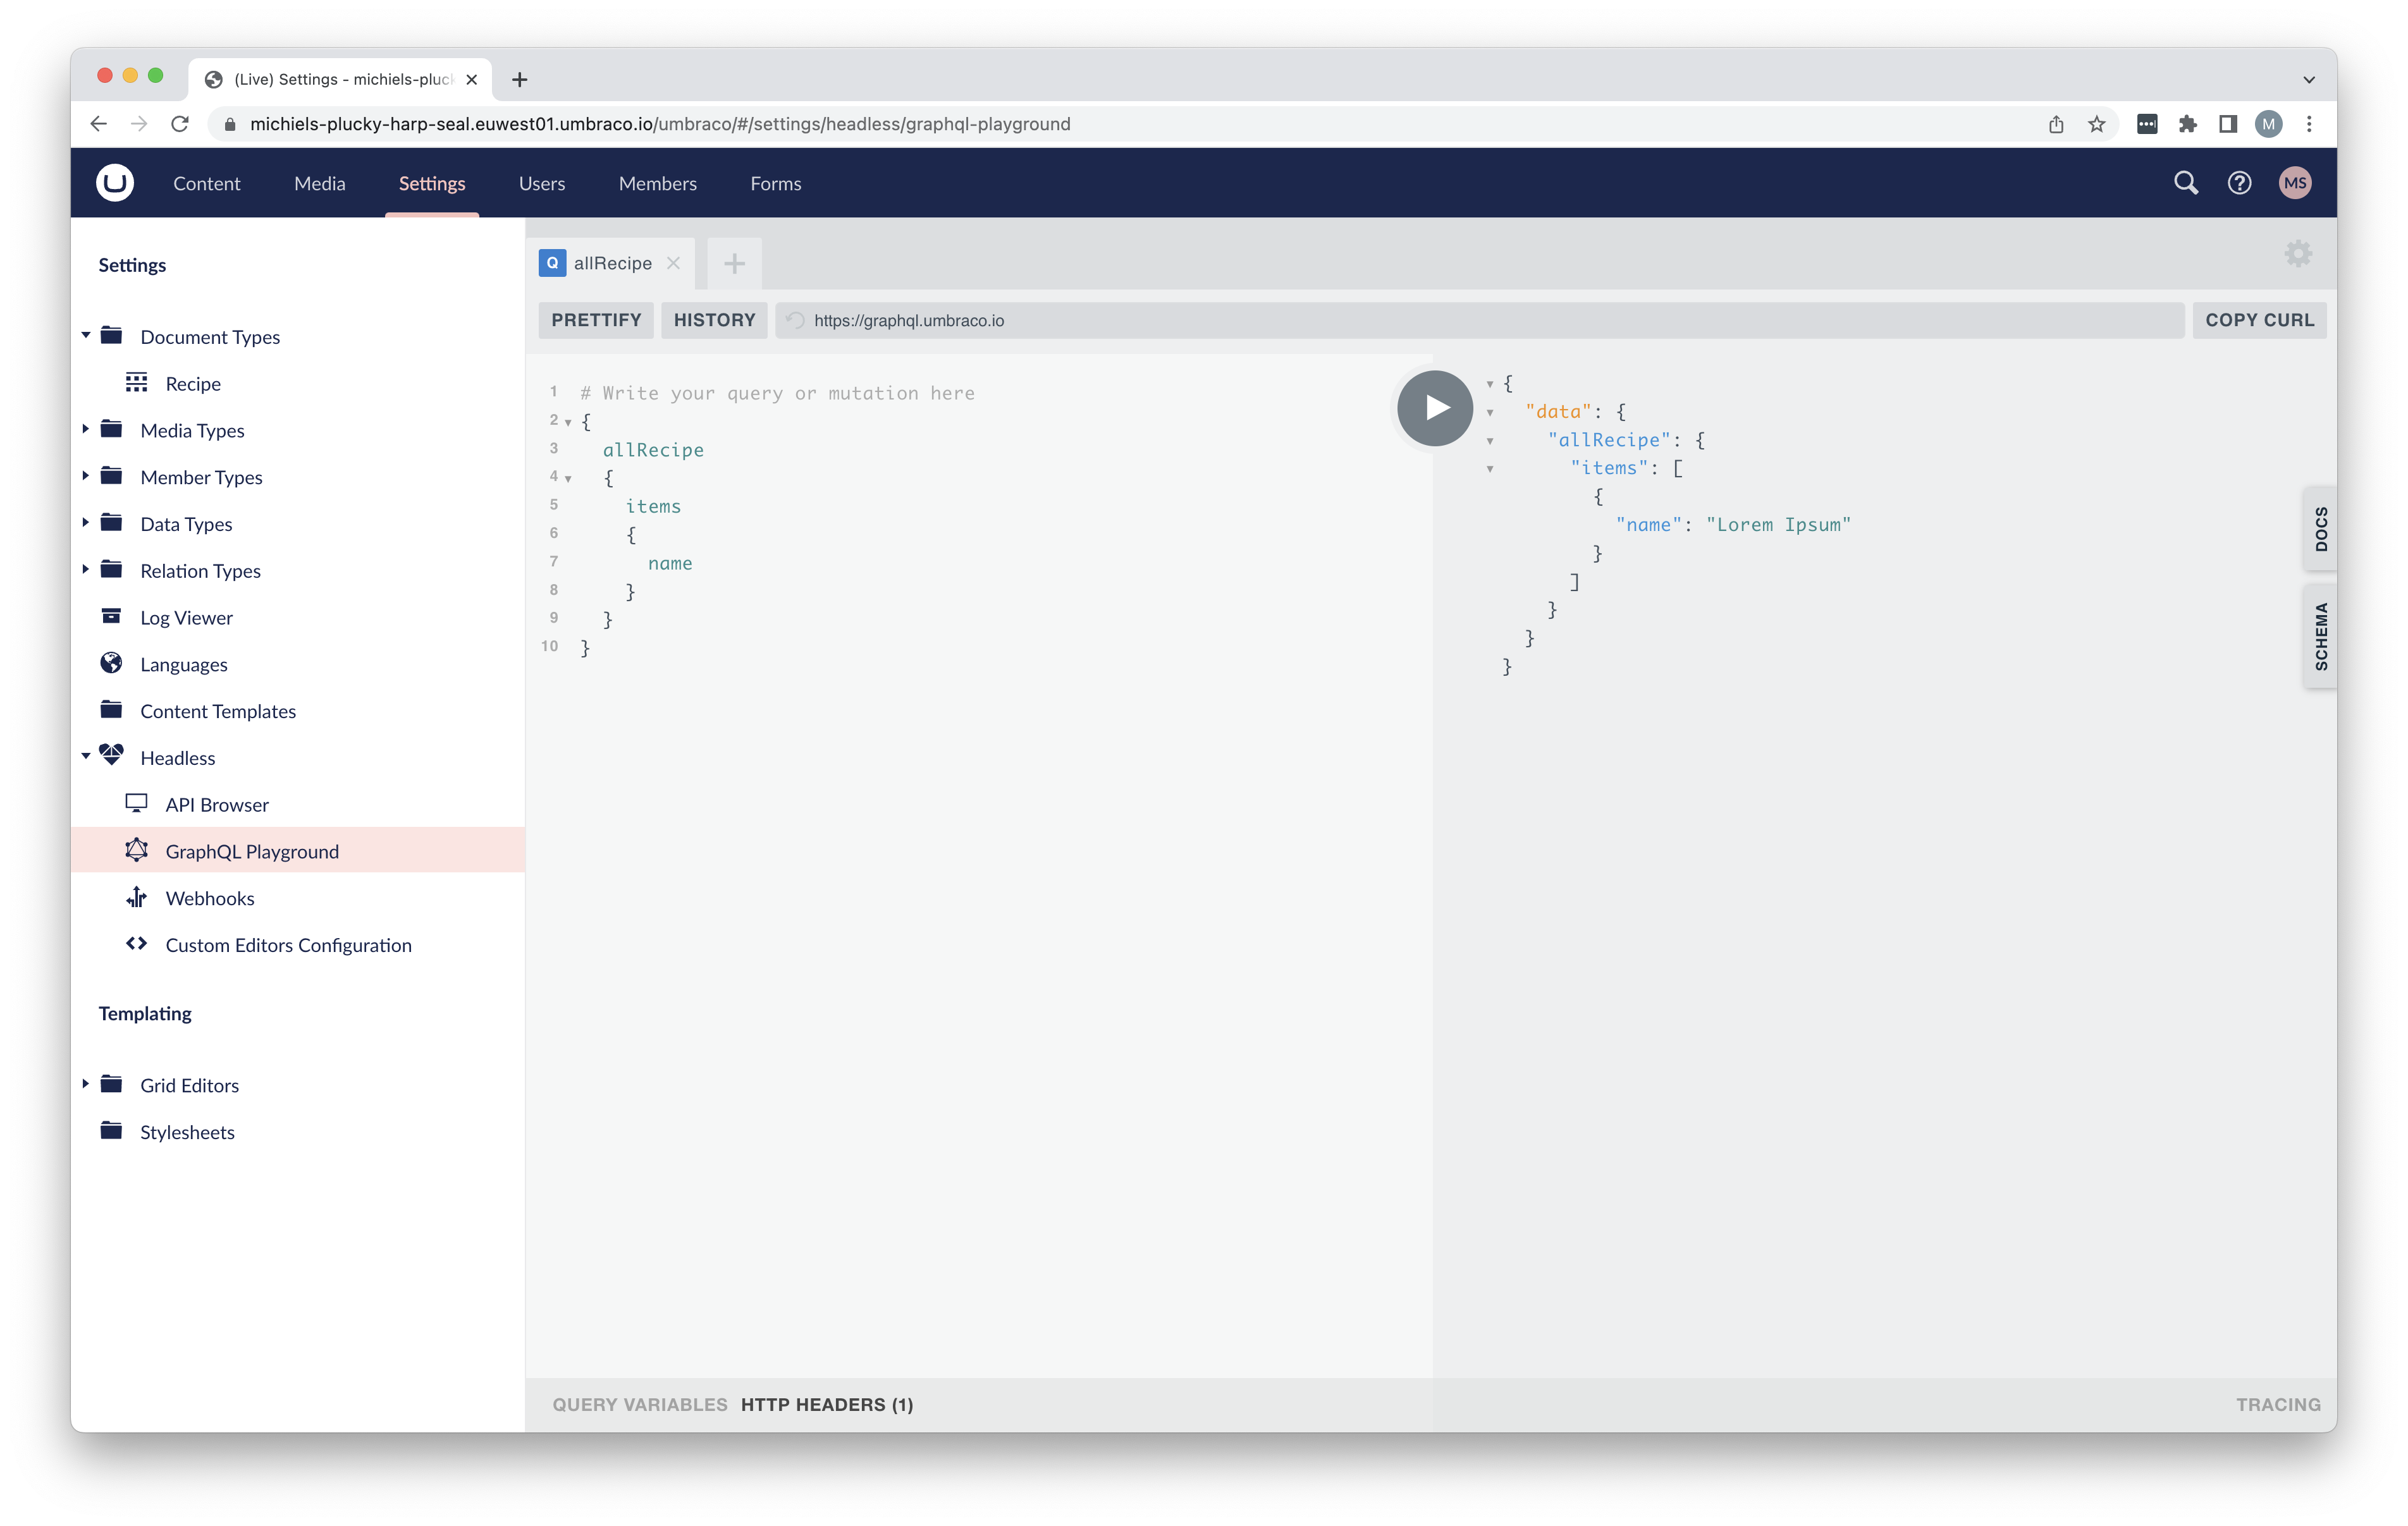 (Live) Settings - michiels-pluck
michiels-plucky-harp-seal.euwest01.umbraco.io/umbraco/#/settings/headless/graphql-playground
M
Content
Media
Settings
Users
Members
Forms
MS
Settings
Document Types
Recipe
Media Types
Member Types
Data Types
Relation Types
Log Viewer
Languages
Content Templates
Headless
API Browser
GraphQL Playground
Webhooks
Custom Editors Configuration
Templating
Grid Editors
Stylesheets
Q allRecipe
PRETTIFY
HISTORY
https://graphql.umbraco.io
COPY CURL
1 # Write your query or mutation here
2 {
3 allRecipe
4 {
5 items
6 {
7 name
8 }
9 }
10 }
{
"data": {
"allRecipe": {
"items": [
{
"name": "Lorem Ipsum"
}
]
}
}
}
DOCS
SCHEMA
QUERY VARIABLES
HTTP HEADERS (1)
TRACING